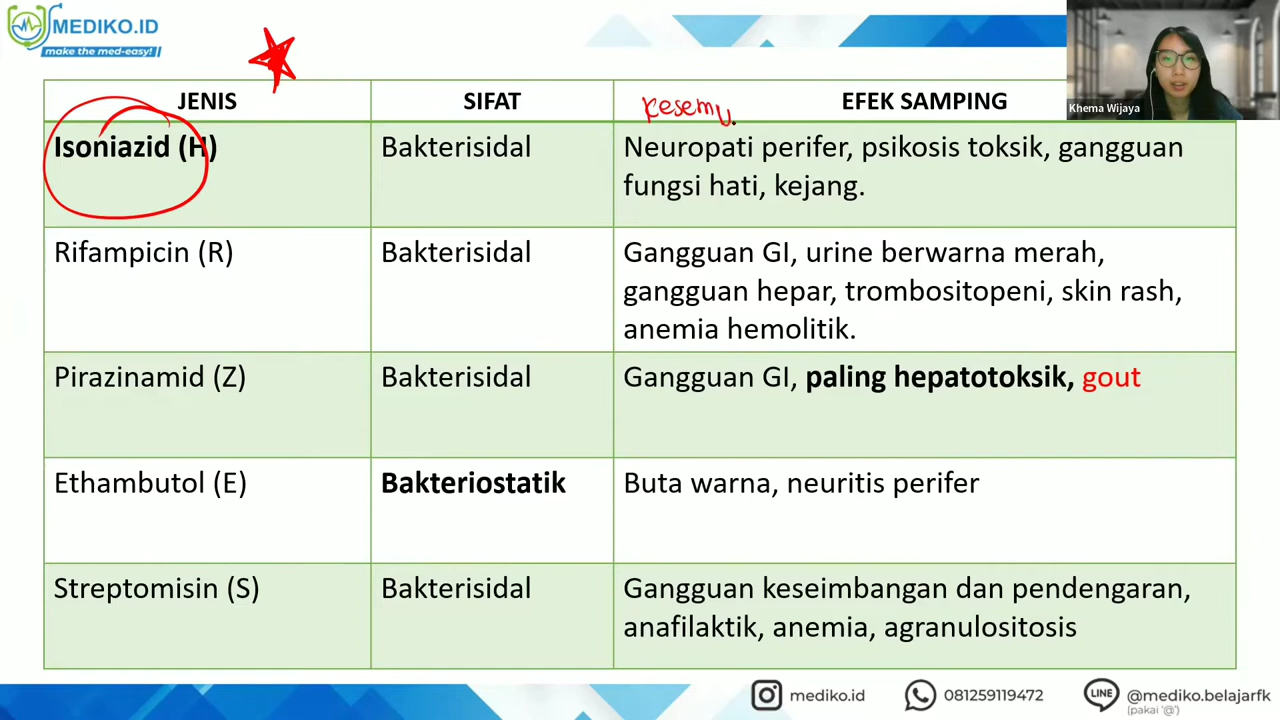 MEDIKO.ID
make the med-easy!
JENIS
SIFAT
EFEK SAMPING
Khema Wijaya
kesemu
Isoniazid (H)
Bakterisidal
Neuropati perifer, psikosis toksik, gangguan
fungsi hati, kejang.
Rifampicin (R)
Bakterisidal
Gangguan GI, urine berwarna merah,
gangguan hepar, trombositopeni, skin rash,
anemia hemolitik.
Pirazinamid (Z)
Bakterisidal
Gangguan GI, paling hepatotoksik, gout
Ethambutol (E)
Bakteriostatik
Buta warna, neuritis perifer
Streptomisin (S)
Bakterisidal
Gangguan keseimbangan dan pendengaran,
anafilaktik, anemia, agranulositosis
mediko.id
081259119472
LINE
@mediko.belajarfk
(pakai '@')